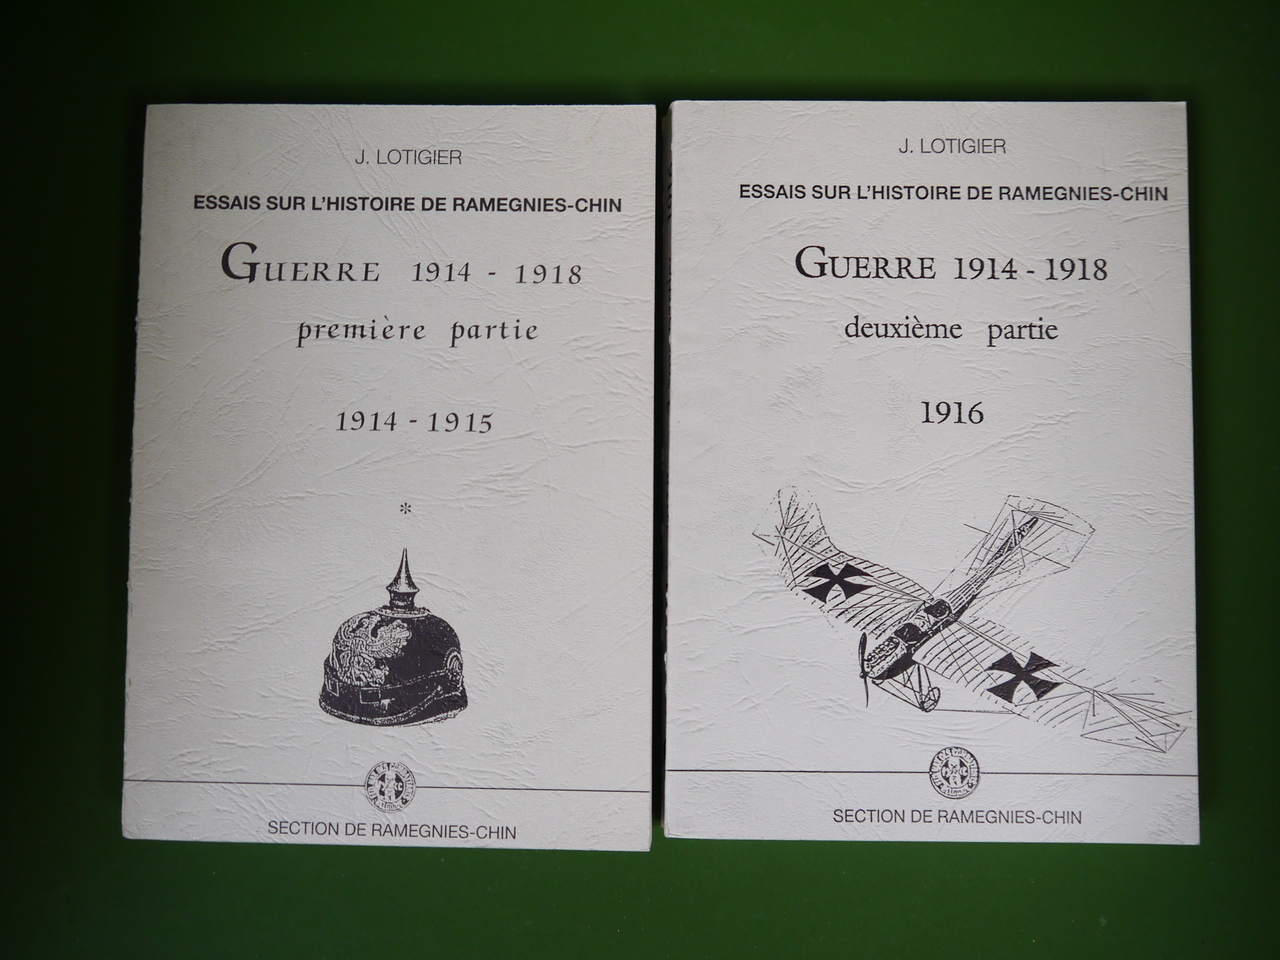 J. LOTIGIER
ESSAIS SUR L'HISTOIRE DE RAMEGNIES-CHIN
GUERRE 1914 - 1918
première partie
1914 - 1915
*
SECTION DE RAMEGNIES-CHIN
J. LOTIGIER
ESSAIS SUR L'HISTOIRE DE RAMEGNIES-CHIN
GUERRE 1914 - 1918
deuxième partie
1916
SECTION DE RAMEGNIES-CHIN